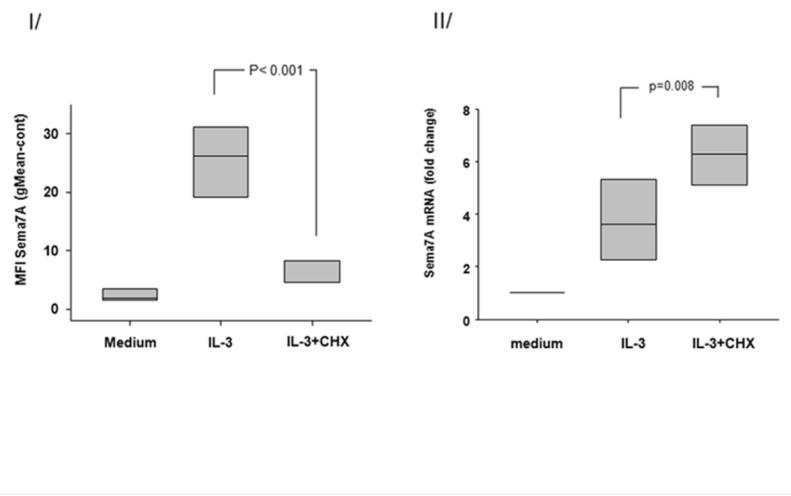 I/
P< 0.001
MFI Sema7A (gMean-cont)
30
20
10
0
Medium IL-3 IL-3+CHX
II/
p=0.008
Sema7A mRNA (fold change)
8
6
4
2
0
medium IL-3 IL-3+CHX